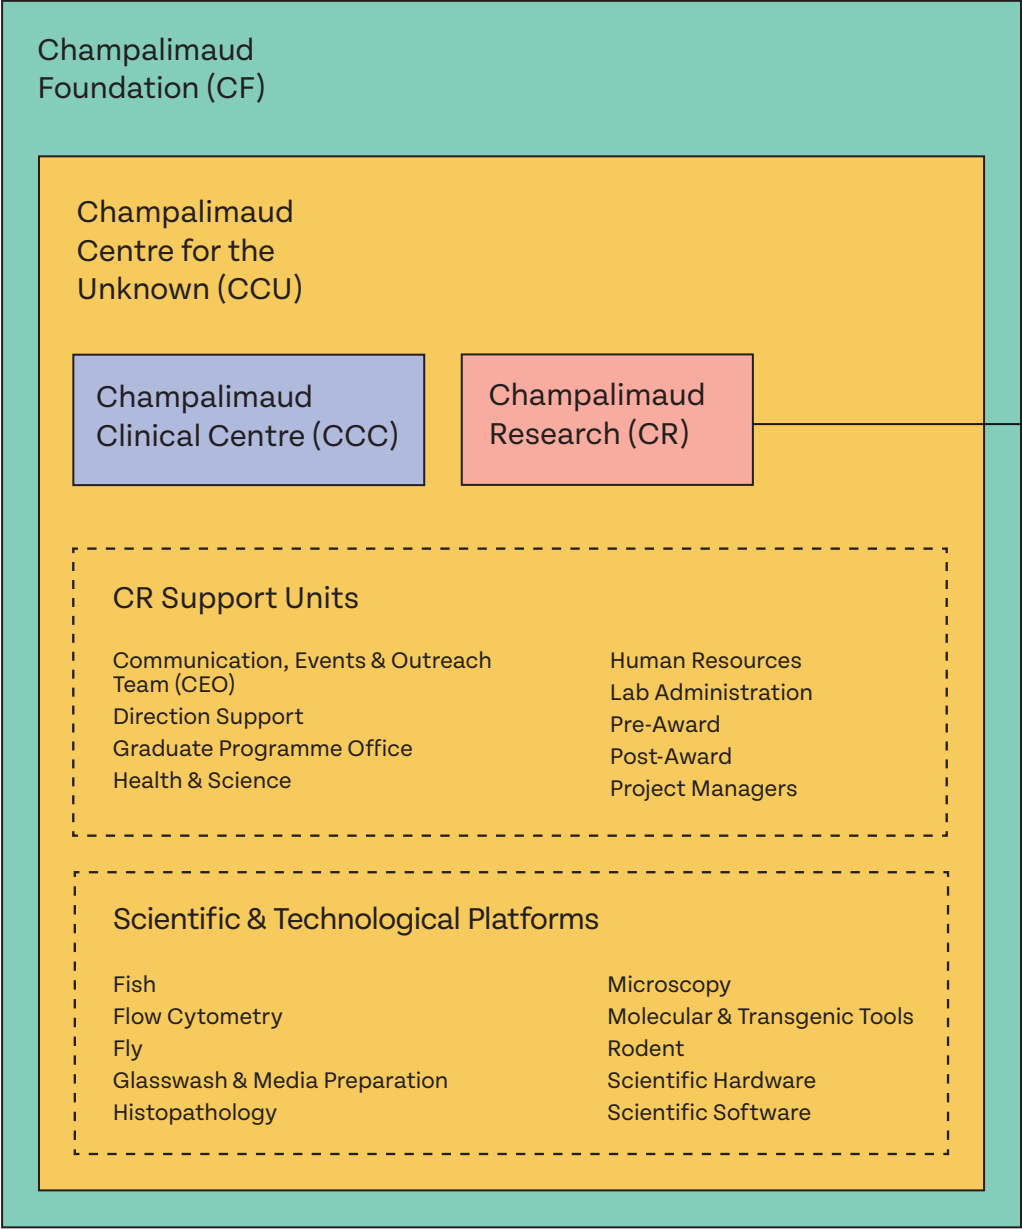 Champalimaud
Foundation (CF)
Champalimaud
Centre for the
Unknown (CCU)
Champalimaud
Clinical Centre (CCC)
Champalimaud
Research (CR)
CR Support Units
Communication, Events & Outreach
Team (CEO)
Direction Support
Graduate Programme Office
Health & Science
Human Resources
Lab Administration
Pre-Award
Post-Award
Project Managers
Scientific & Technological Platforms
Fish
Flow Cytometry
Fly
Glasswash & Media Preparation
Histopathology
Microscopy
Molecular & Transgenic Tools
Rodent
Scientific Hardware
Scientific Software